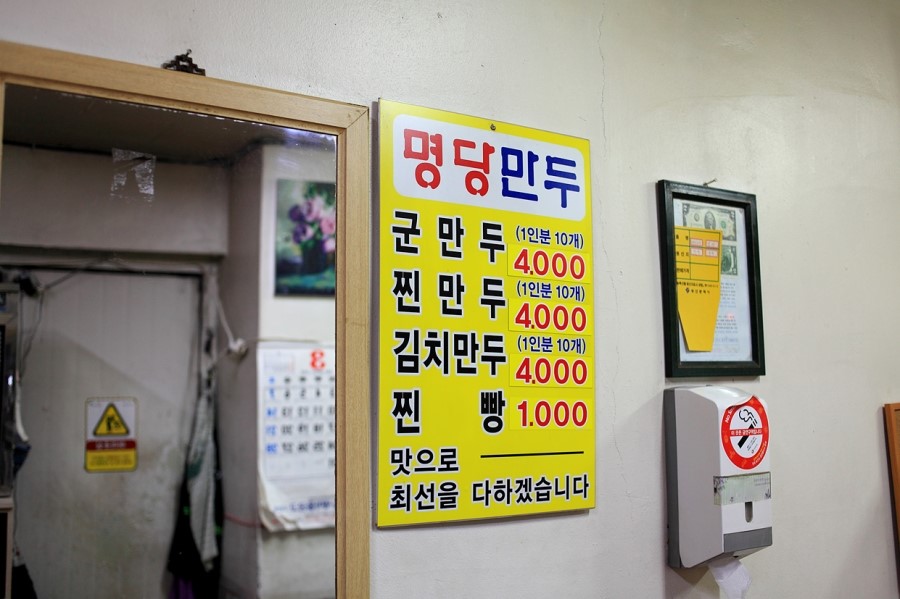 명당만두
군만두 (1인분 10개) 4.000
찐만두 (1인분 10개) 4.000
김치만두 (1인분 10개) 4.000
찐 빵 1.000
맛으로
최선을 다하겠습니다